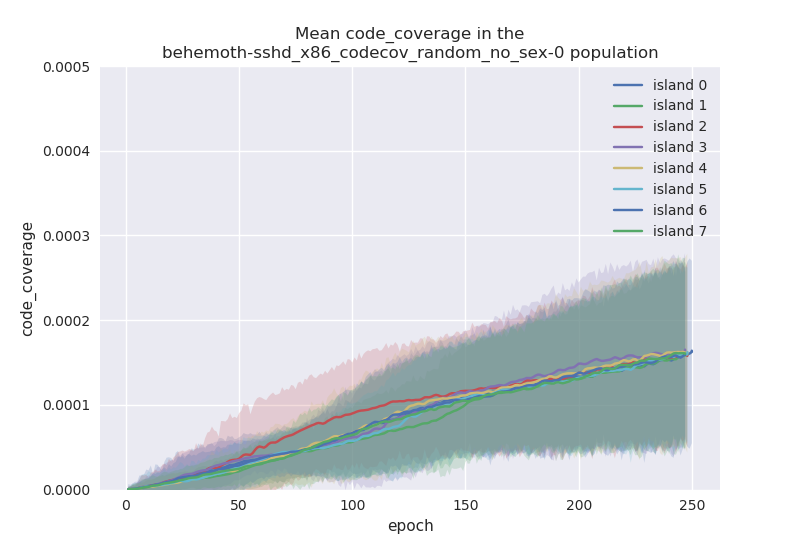 Mean code_coverage in the
behemoth-sshd_x86_codecov_random_no_sex-0 population
0.0005
0.0004
0.0003
0.0002
0.0001
0.0000
code_coverage
island 0
island 1
island 2
island 3
island 4
island 5
island 6
island 7
0 50 100 150 200 250
epoch